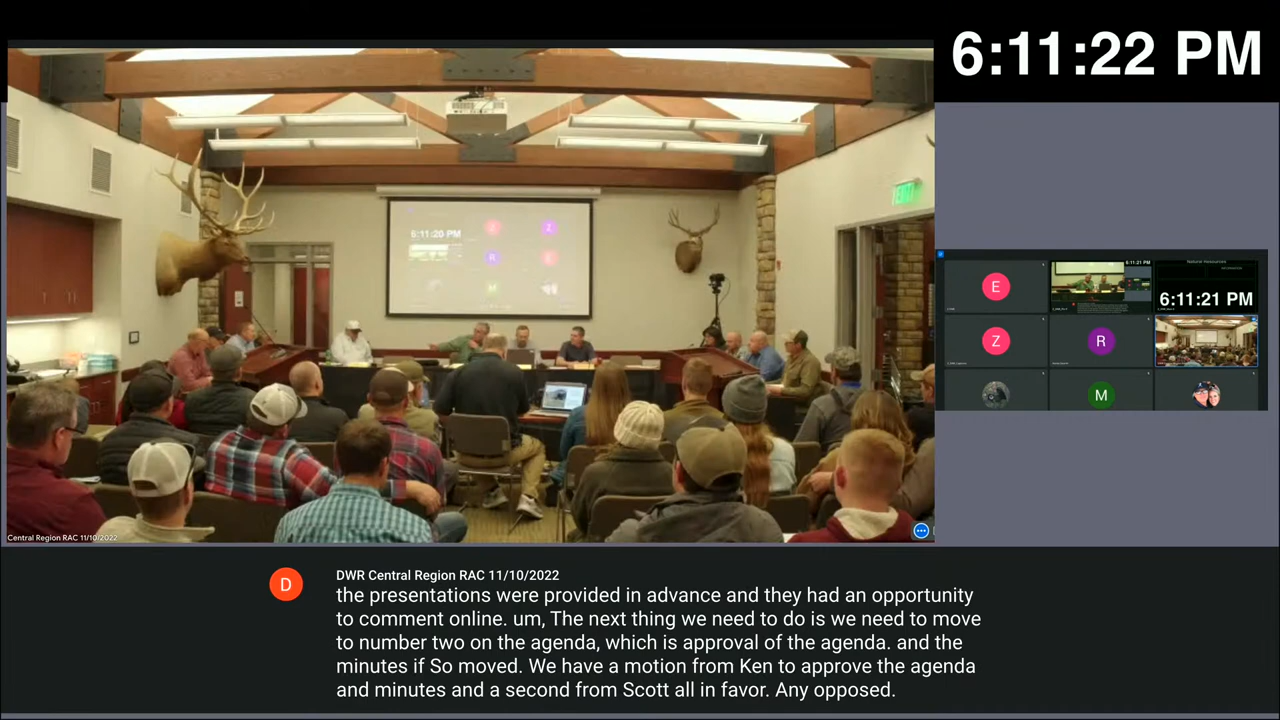 6:11:22 PM
EXIT
6:11:20 PM
6:11:21 PM
6:11:21 PM
E
Z
R
M
Central Region RAC 11/10/2022
D
DWR Central Region RAC 11/10/2022
the presentations were provided in advance and they had an opportunity
to comment online. um, The next thing we need to do is we need to move
to number two on the agenda, which is approval of the agenda. and the
minutes if So moved. We have a motion from Ken to approve the agenda
and minutes and a second from Scott all in favor. Any opposed.